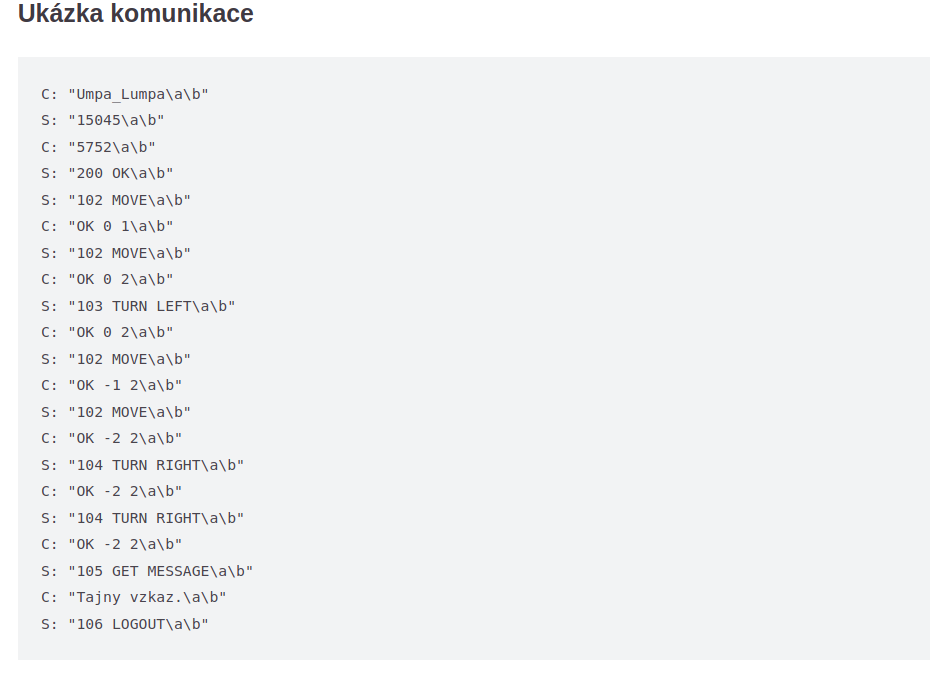 Ukázka komunikace
C: "Umpa_Lumpa\a\b"
S: "15045\a\b"
C: "5752\a\b"
S: "200 OK\a\b"
S: "102 MOVE\a\b"
C: "OK 0 1\a\b"
S: "102 MOVE\a\b"
C: "OK 0 2\a\b"
S: "103 TURN LEFT\a\b"
C: "OK 0 2\a\b"
S: "102 MOVE\a\b"
C: "OK -1 2\a\b"
S: "102 MOVE\a\b"
C: "OK -2 2\a\b"
S: "104 TURN RIGHT\a\b"
C: "OK -2 2\a\b"
S: "104 TURN RIGHT\a\b"
C: "OK -2 2\a\b"
S: "105 GET MESSAGE\a\b"
C: "Tajny vzkaz.\a\b"
S: "106 LOGOUT\a\b"